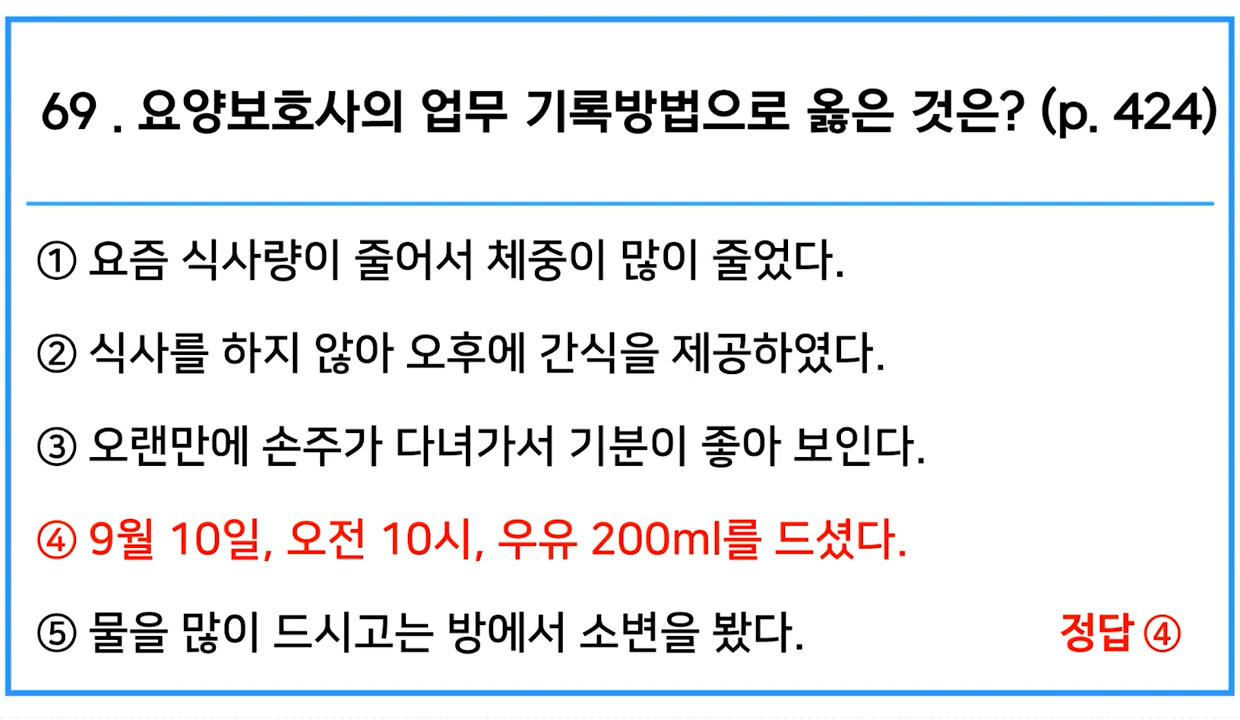 69 . 요양보호사의 업무 기록방법으로 옳은 것은? (p. 424)
① 요즘 식사량이 줄어서 체중이 많이 줄었다.
② 식사를 하지 않아 오후에 간식을 제공하였다.
③ 오랜만에 손주가 다녀가서 기분이 좋아 보인다.
④ 9월 10일, 오전 10시, 우유 200ml를 드셨다.
⑤ 물을 많이 드시고는 방에서 소변을 봤다.
정답 ④